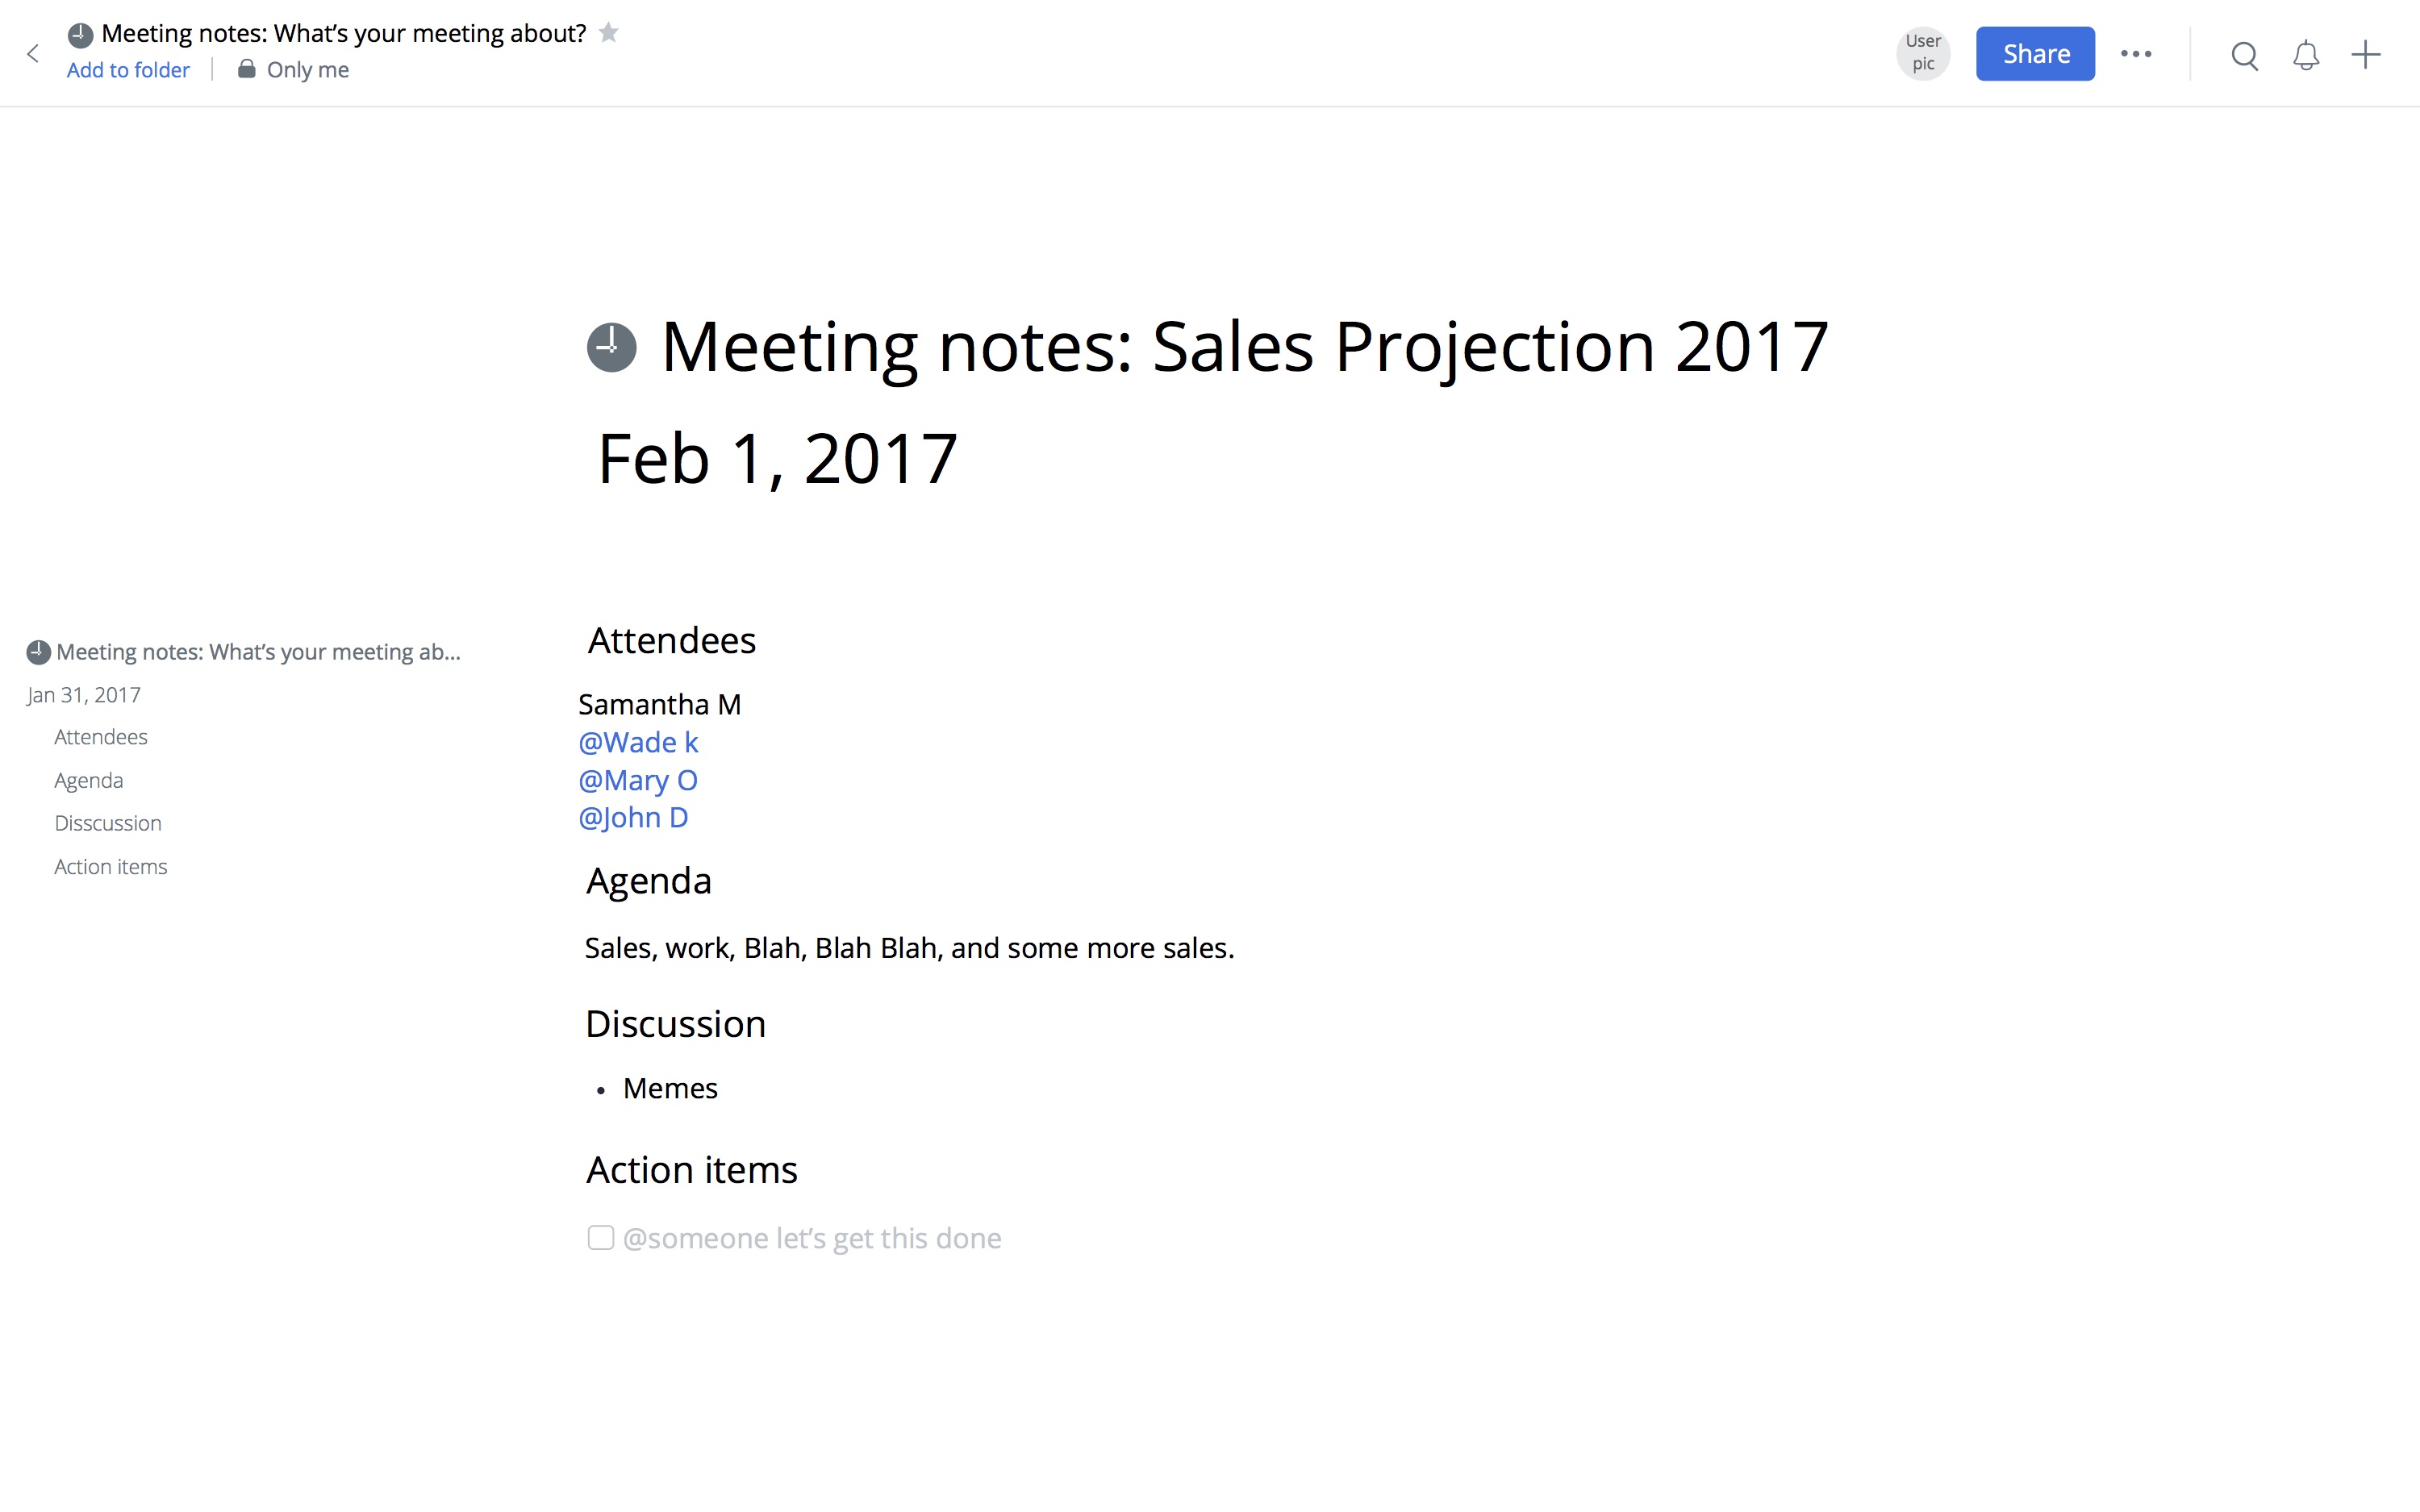 Meeting notes: What's your meeting about?
Add to folder
Only me
User
pic
Share
Meeting notes: Sales Projection 2017
Feb 1, 2017
Meeting notes: What's your meeting ab...
Jan 31, 2017
Attendees
Agenda
Disscussion
Action items
Attendees
Samantha M
@Wade k
@Mary O
@John D
Agenda
Sales, work, Blah, Blah Blah, and some more sales.
Discussion
• Memes
Action items
@someone let's get this done